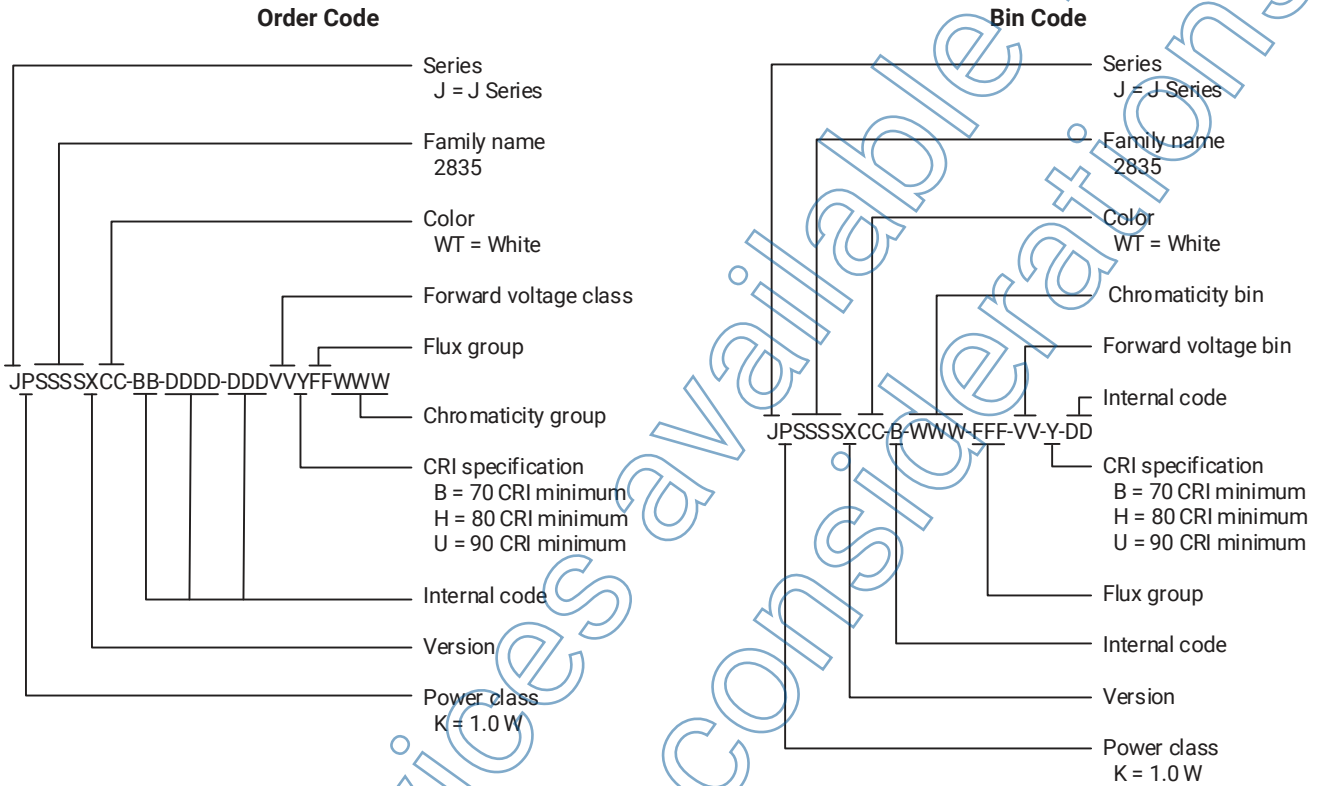 Order Code
Series
J = J Series
Family name
2835
Color
WT = White
Forward voltage class
Flux group
JPSSSSXCC-BB-DDDD-DDDVVYFFWWW
Chromaticity group
CRI specification
B = 70 CRI minimum
H = 80 CRI minimum
U = 90 CRI minimum
Internal code
Version
Power class
K = 1.0 W
Bin Code
Series
J = J Series
Family name
2835
Color
WT = White
Chromaticity bin
Forward voltage bin
Internal code
JPSSSSXCC-B-WWW-FFF-VV-Y-DD
CRI specification
B = 70 CRI minimum
H = 80 CRI minimum
U = 90 CRI minimum
Flux group
Internal code
Version
Power class
K = 1.0 W
available
considerations